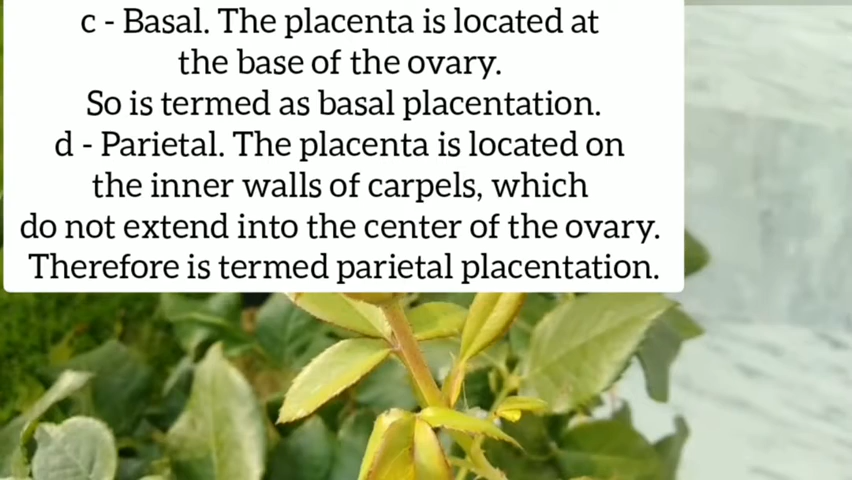 c - Basal. The placenta is located at
the base of the ovary.
So is termed as basal placentation.
d - Parietal. The placenta is located on
the inner walls of carpels, which
do not extend into the center of the ovary.
Therefore is termed parietal placentation.